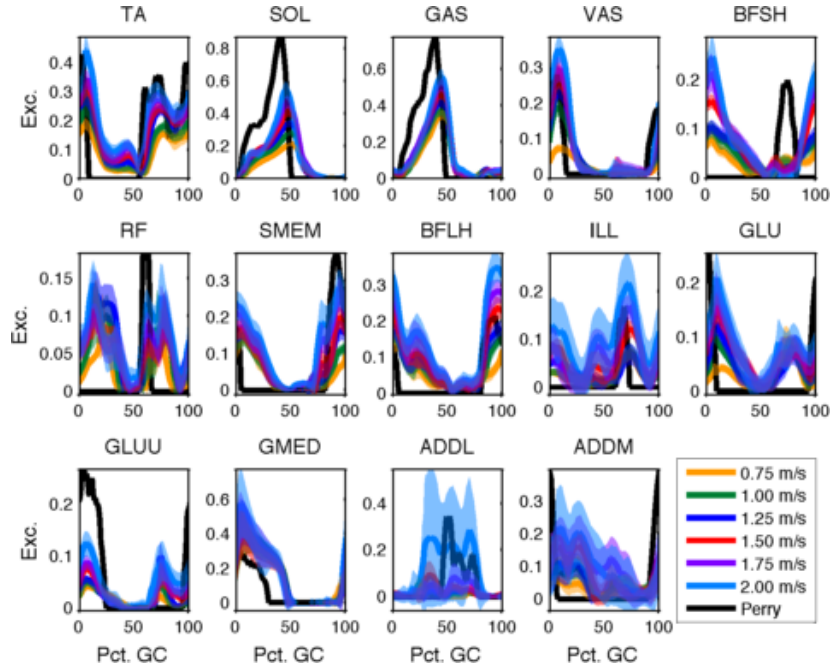 TA SOL GAS VAS BFSH
Exc.
0.4
0.3
0.2
0.1
0
0 50 100
0.8
0.6
0.4
0.2
0
0 50 100
0.6
0.4
0.2
0
0 50 100
0.3
0.2
0.1
0
0 50 100
0.2
0.1
0
0 50 100
RF SMEM BFLH ILL GLU
Exc.
0.15
0.1
0.05
0
0 50 100
0.3
0.2
0.1
0
0 50 100
0.3
0.2
0.1
0
0 50 100
0.2
0.1
0
0 50 100
0.2
0.1
0
0 50 100
GLUU GMED ADDL ADDM
Exc.
0.2
0.1
0
0 50 100
Pct. GC
0.8
0.6
0.4
0.2
0
0 50 100
Pct. GC
0.4
0.2
0
0 50 100
Pct. GC
0.3
0.2
0.1
0
0 50 100
Pct. GC
0.75 m/s
1.00 m/s
1.25 m/s
1.50 m/s
1.75 m/s
2.00 m/s
Perry